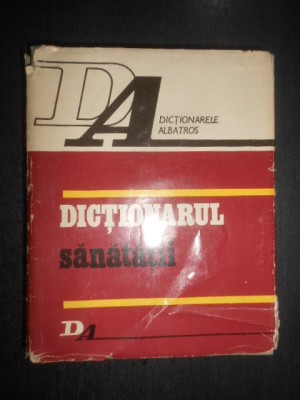 DA
DICȚIONARELE
ALBATROS
DICȚIONARUL
sănătății
DA